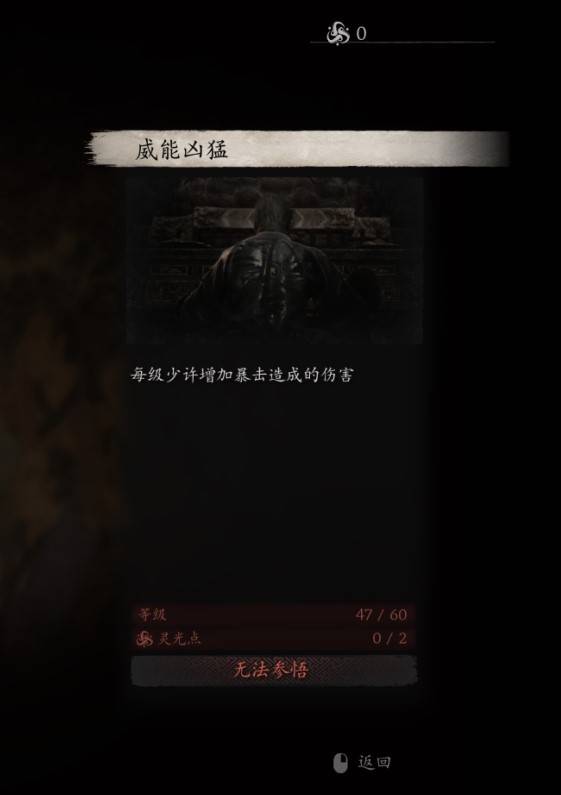 0
威能凶猛
每级少许增加暴击造成的伤害
等级 47 / 60
灵光点 0 / 2
无法参悟
返回